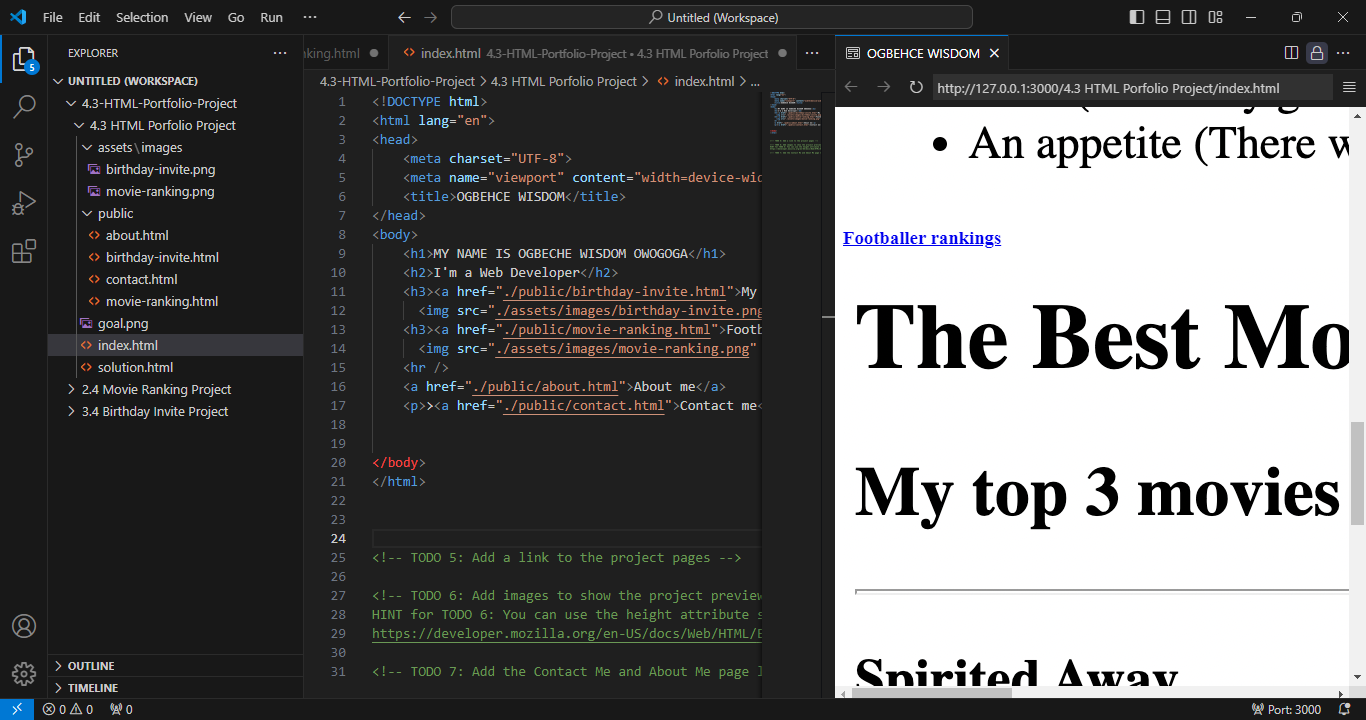 File Edit Selection View Go Run ··· Untitled (Workspace)
EXPLORER ···
5
UNTITLED (WORKSPACE)
4.3-HTML-Portfolio-Project
4.3 HTML Porfolio Project
assets\images
birthday-invite.png
movie-ranking.png
public
about.html
birthday-invite.html
contact.html
movie-ranking.html
goal.png
index.html
solution.html
2.4 Movie Ranking Project
3.4 Birthday Invite Project
OUTLINE
TIMELINE
king.html ● index.html 4.3-HTML-Portfolio-Project • 4.3 HTML Porfolio Project ● ···
4.3-HTML-Portfolio-Project > 4.3 HTML Porfolio Project > <> index.html > ...
1 <!DOCTYPE html>
2 <html lang="en">
3 <head>
4 <meta charset="UTF-8">
5 <meta name="viewport" content="width=device-wid
6 <title>OGBEHCE WISDOM</title>
7 </head>
8 <body>
9 <h1>MY NAME IS OGBECHE WISDOM OWOGOGA</h1>
10 <h2>I'm a Web Developer</h2>
11 <h3><a href="./public/birthday-invite.html">My
12 <img src="./assets/images/birthday-invite.png
13 <h3><a href="./public/movie-ranking.html">Footb
14 <img src="./assets/images/movie-ranking.png"
15 <hr />
16 <a href="./public/about.html">About me</a>
17 <p>><a href="./public/contact.html">Contact me<
18
19
20 </body>
21 </html>
22
23
24
25 <!-- TODO 5: Add a link to the project pages -->
26
27 <!-- TODO 6: Add images to show the project preview
28 HINT for TODO 6: You can use the height attribute s
29 https://developer.mozilla.org/en-US/docs/Web/HTML/E
30
31 <!-- TODO 7: Add the Contact Me and About Me page l
OGBEHCE WISDOM ···
http://127.0.0.1:3000/4.3 HTML Porfolio Project/index.html
• An appetite (There w
Footballer rankings
The Best Mo
My top 3 movies
Spirited Away
0 0 0 Port: 3000